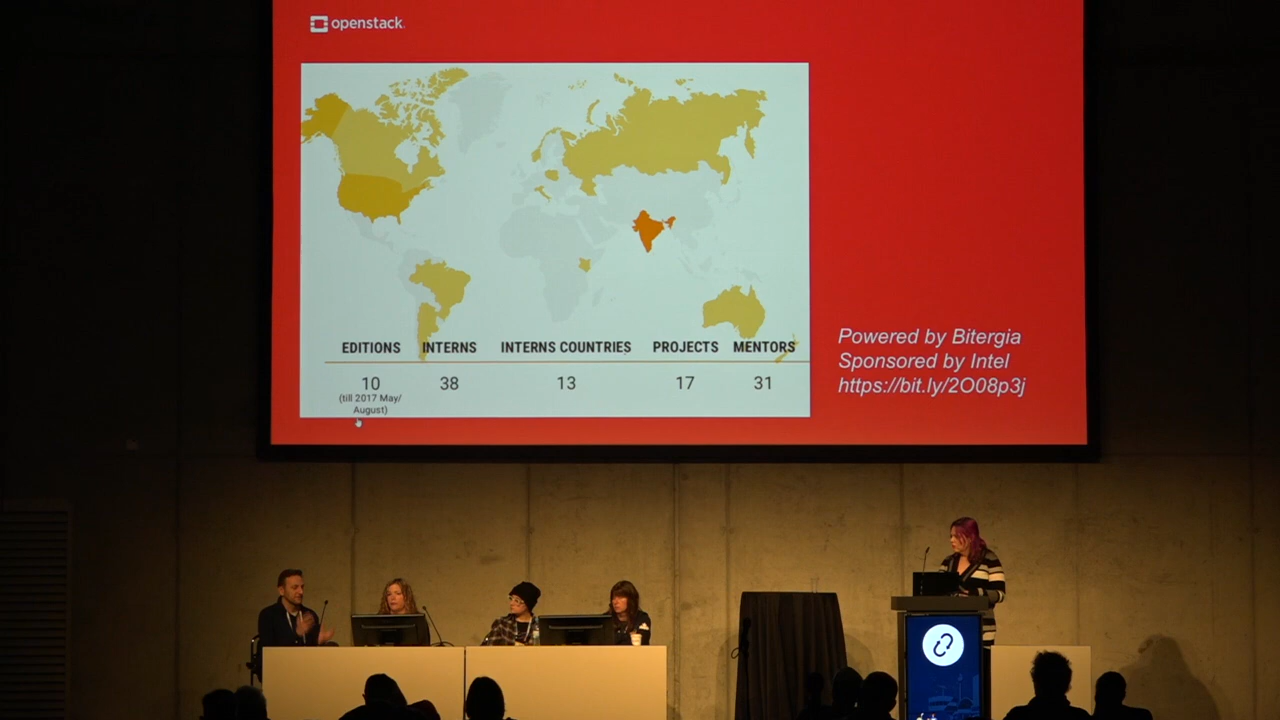 openstack.
EDITIONS INTERNS INTERNS COUNTRIES PROJECTS MENTORS
10 38 13 17 31
(till 2017 May/
August)
Powered by Bitergia
Sponsored by Intel
https://bit.ly/2O08p3j